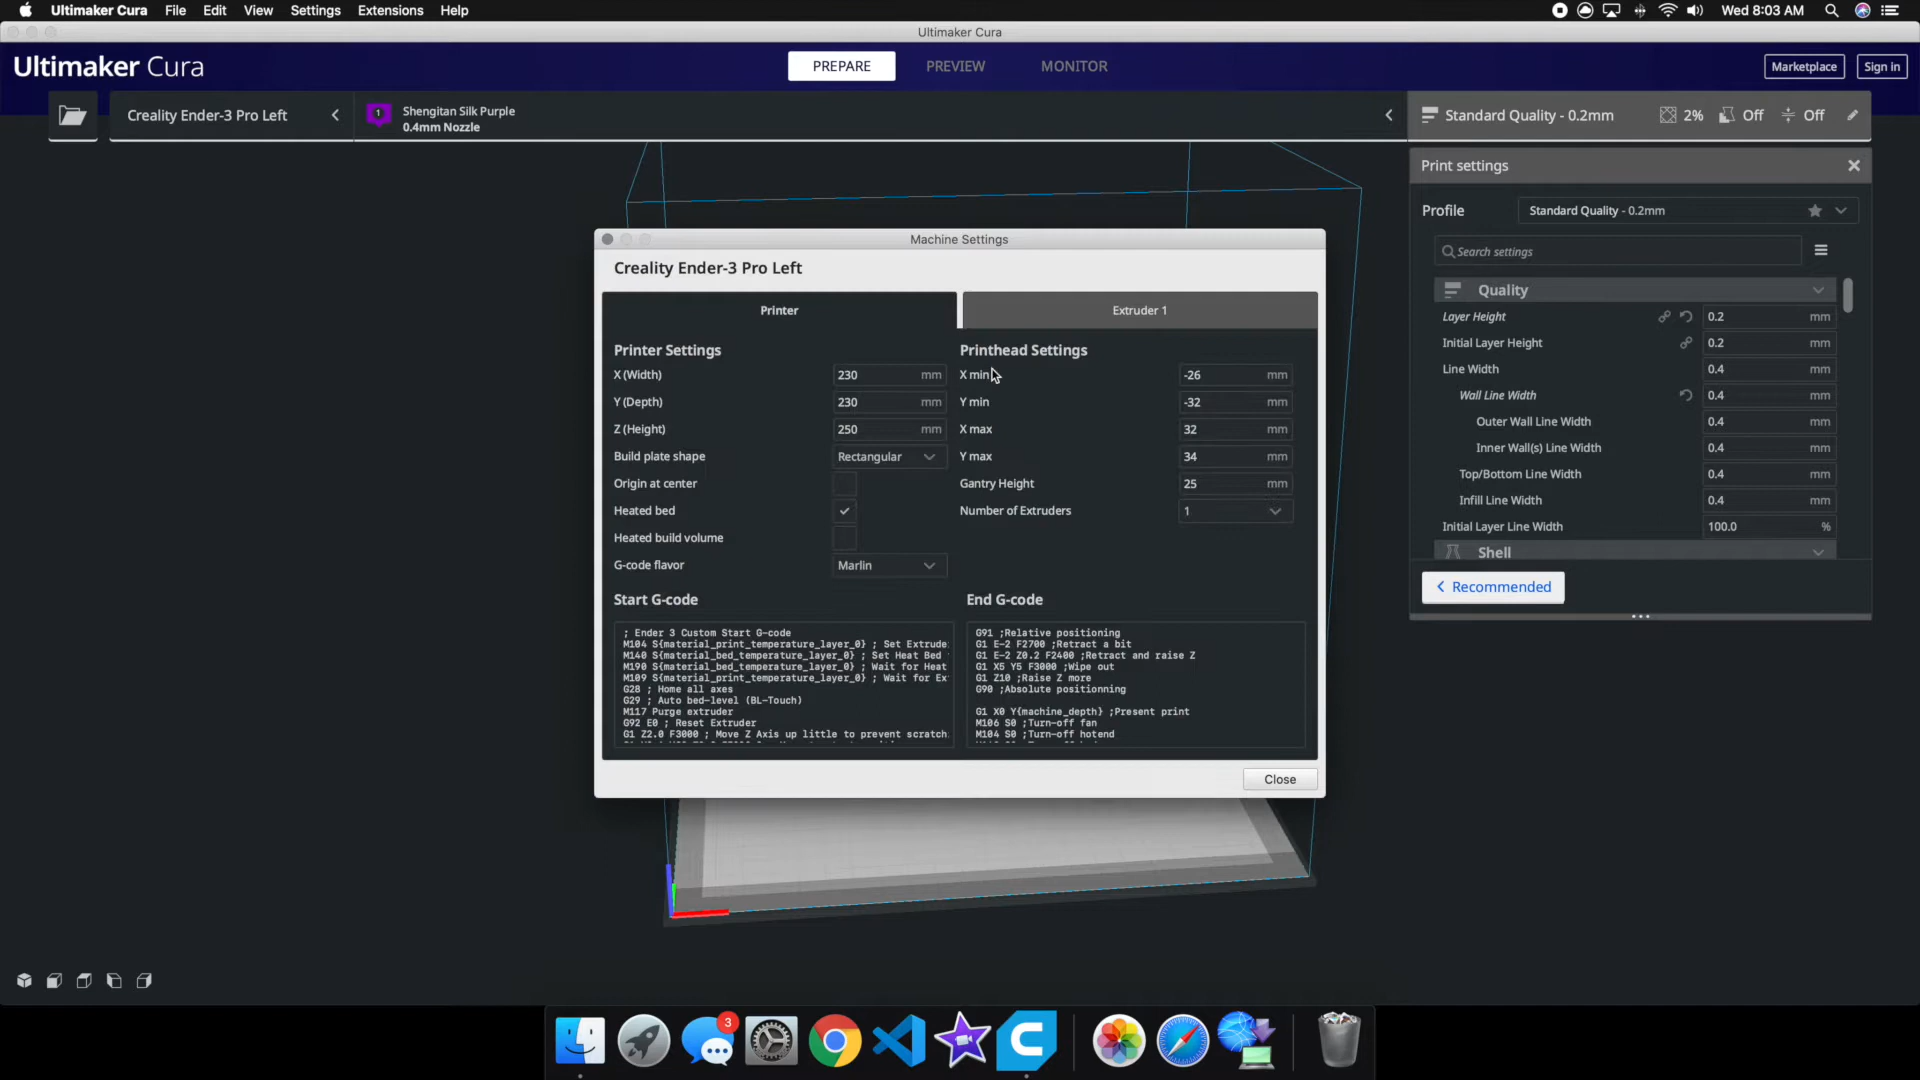 Ultimaker Cura File Edit View Settings Extensions Help Wed 8:03 AM
Ultimaker Cura
Ultimaker Cura PREPARE PREVIEW MONITOR Marketplace Sign in
Creality Ender-3 Pro Left
1 Shengitan Silk Purple
0.4mm Nozzle
Standard Quality - 0.2mm 2% Off Off
Print settings
Profile Standard Quality - 0.2mm
Search settings
Quality
Layer Height 0.2 mm
Initial Layer Height 0.2 mm
Line Width 0.4 mm
Wall Line Width 0.4 mm
Outer Wall Line Width 0.4 mm
Inner Wall(s) Line Width 0.4 mm
Top/Bottom Line Width 0.4 mm
Infill Line Width 0.4 mm
Initial Layer Line Width 100.0 %
Shell
Recommended
Machine Settings
Creality Ender-3 Pro Left
Printer Extruder 1
Printer Settings
X (Width) 230 mm
Y (Depth) 230 mm
Z (Height) 250 mm
Build plate shape Rectangular
Origin at center
Heated bed
Heated build volume
G-code flavor Marlin
Printhead Settings
X min -26 mm
Y min -32 mm
X max 32 mm
Y max 34 mm
Gantry Height 25 mm
Number of Extruders 1
Start G-code
; Ender 3 Custom Start G-code
M104 S{material_print_temperature_layer_0} ; Set Extrude
M140 S{material_bed_temperature_layer_0} ; Set Heat Bed
M190 S{material_bed_temperature_layer_0} ; Wait for Heat
M109 S{material_print_temperature_layer_0} ; Wait for Ex
G28 ; Home all axes
G29 ; Auto bed-level (BL-Touch)
M117 Purge extruder
G92 E0 ; Reset Extruder
G1 Z2.0 F3000 ; Move Z Axis up little to prevent scratch
End G-code
G91 ;Relative positioning
G1 E-2 F2700 ;Retract a bit
G1 E-2 Z0.2 F2400 ;Retract and raise Z
G1 X5 Y5 F3000 ;Wipe out
G1 Z10 ;Raise Z more
G90 ;Absolute positionning
G1 X0 Y{machine_depth} ;Present print
M106 S0 ;Turn-off fan
M104 S0 ;Turn-off hotend
Close
3